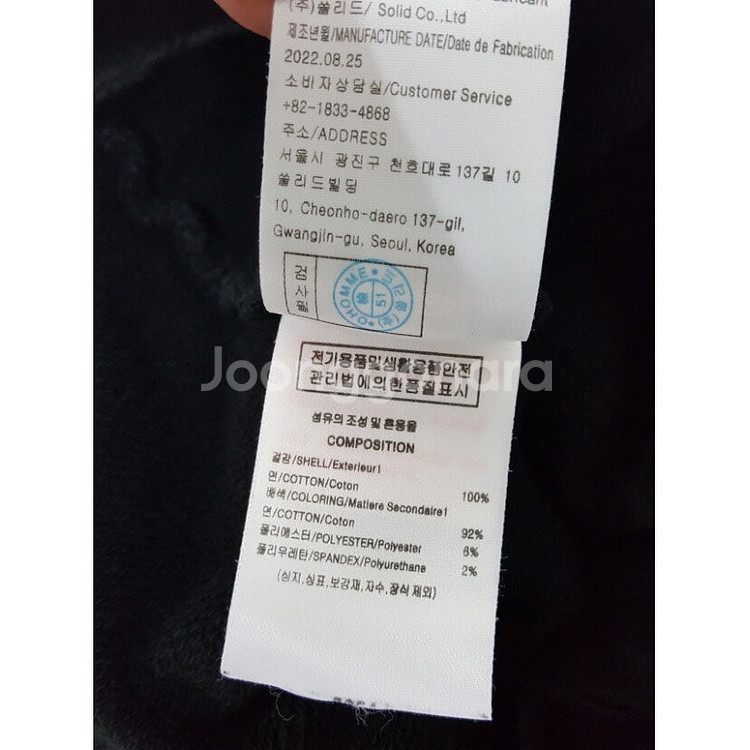 (주)쏠리드/ Solid Co.,Ltd
제조년월/MANUFACTURE DATE/Date de Fabrication
2022.08.25
소비자상담실/Customer Service
+82-1833-4868
주소/ADDRESS
서울시 광진구 천호대로137길 10
쏠리드빌딩
10, Cheonho-daero 137-gil,
Gwangjin-gu, Seoul, Korea
검사필
51
Joonggonara
전기용품및생활용품안전
관리법에의한품질표시
섬유의 조성 및 혼용율
COMPOSITION
겉감/SHELL/Exterieur1
면/COTTON/Coton 100%
배색/COLORING/Matiere Secondaire1
면/COTTON/Coton 92%
폴리에스터/POLYESTER/Polyester 6%
폴리우레탄/SPANDEX/Polyurethane 2%
(심지,심표,보강재,자수,장식 제외)